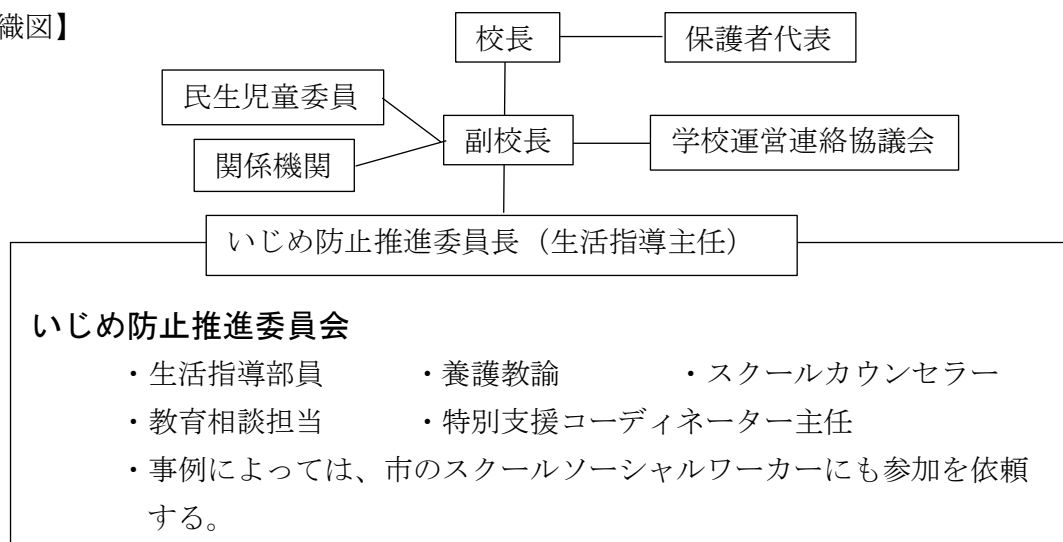 織図】
校長
保護者代表
民生児童委員
副校長
学校運営連絡協議会
関係機関
いじめ防止推進委員長（生活指導主任）
いじめ防止推進委員会
・生活指導部員　・養護教諭　・スクールカウンセラー
・教育相談担当　・特別支援コーディネーター主任
・事例によっては、市のスクールソーシャルワーカーにも参加を依頼
する。